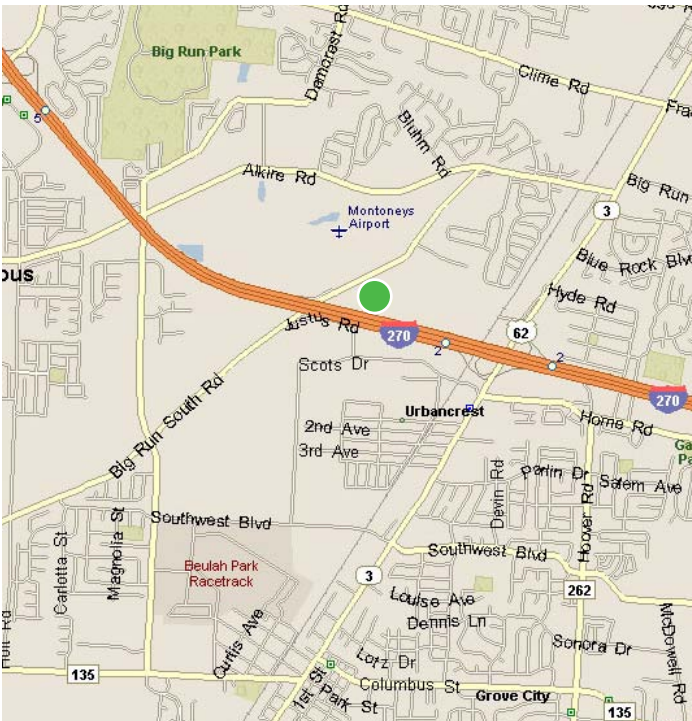 Big Run Park
Damcrest Rd
Clime Rd
5
Bluhm Rd
Alkire Rd
Big Run
Montoneys
Airport
3
Blue Rock Blv
Hyde Rd
Justus Rd
270
2
62
2
270
Scots Dr
Urbancrest
Home Rd
2nd Ave
3rd Ave
Big Run South Rd
Devin Rd
Parlin Dr
Salem Ave
Hoover Rd
Southwest Blvd
Southwest Blvd
Carlotta St
Magnolia St
Beulah Park
Racetrack
3
262
Louise Ave
Dennis Ln
Curtis Ave
McDowell Rd
Sonora Dr
Lotz Dr
135
Columbus St
1st St
Park St
Grove City
135